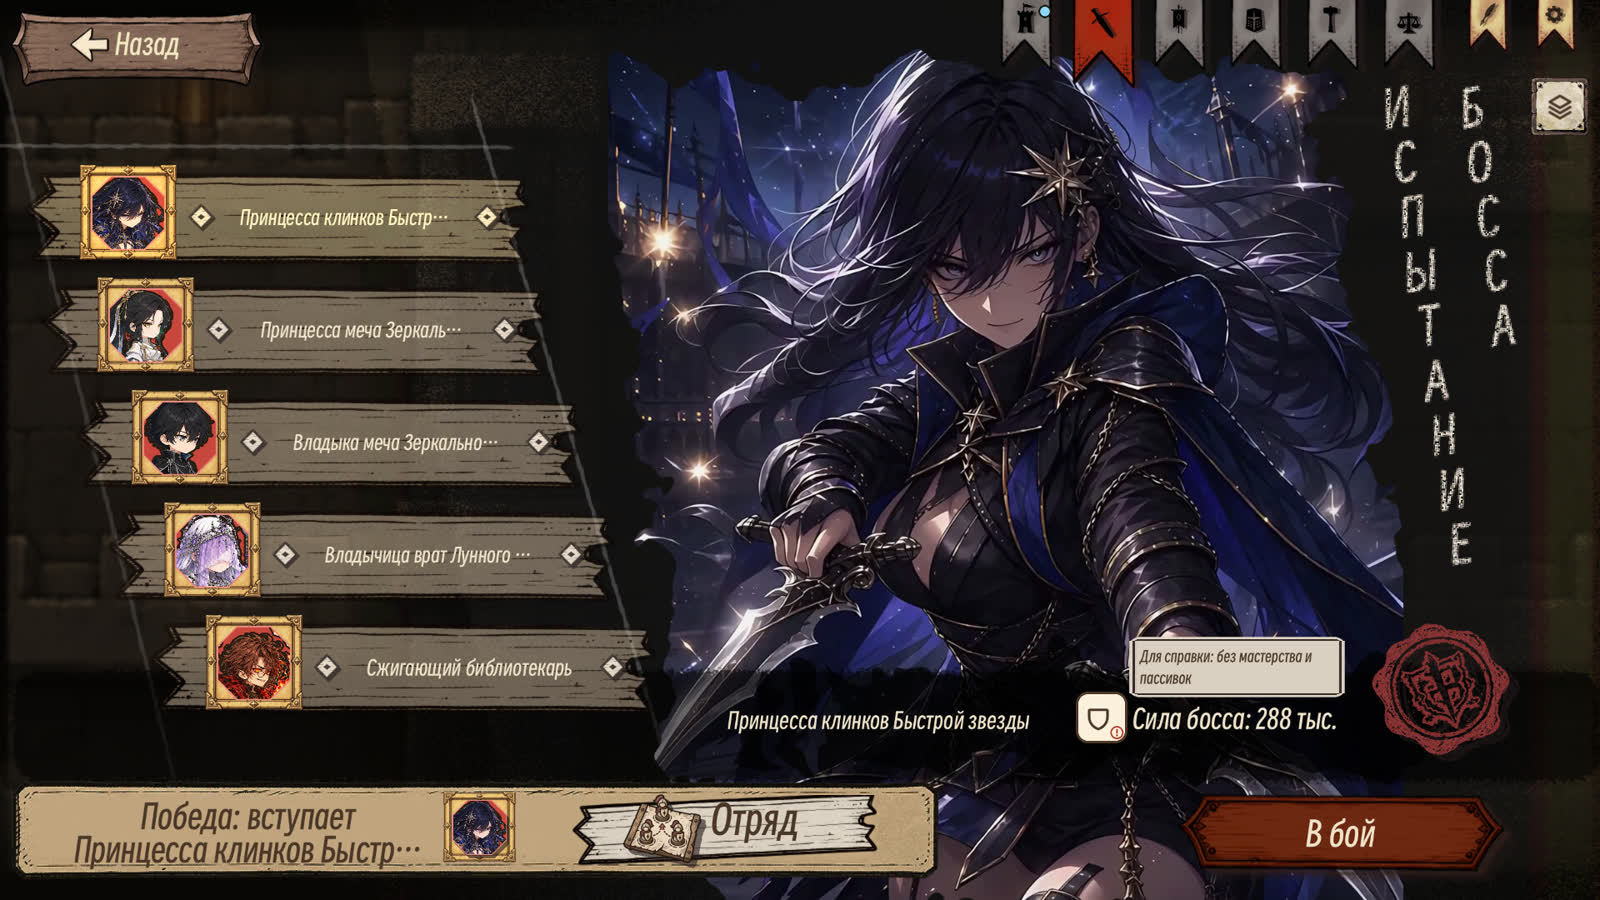 Назад
ИСПЫТАНИЕ
БОССА
Принцесса клинков Быстр···
Принцесса меча Зеркаль···
Владыка меча Зеркально···
Владычица врат Лунного ···
Сжигающий библиотекарь
Для справки: без мастерства и
пассивок
Принцесса клинков Быстрой звезды
Сила босса: 288 тыс.
Победа: вступает
Принцесса клинков Быстр···
Отряд
В бой